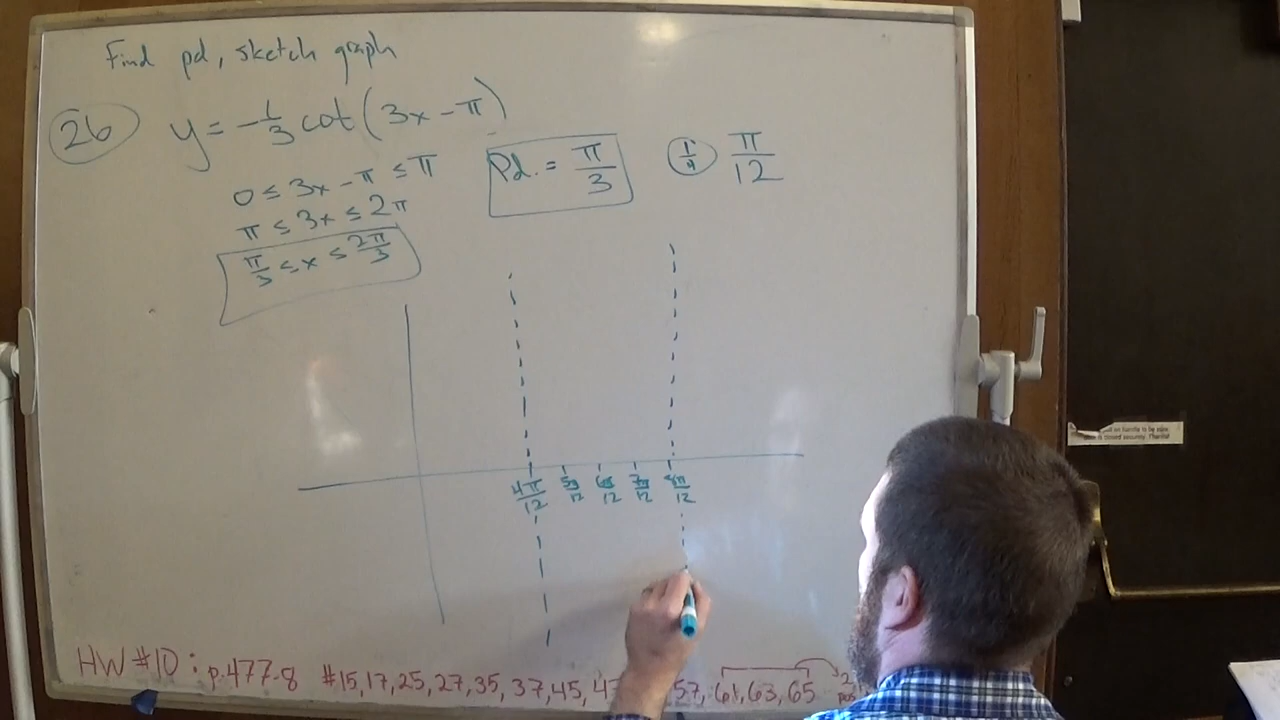 Find pd, sketch graph
26 y = -1/3 cot(3x - π)
0 ≤ 3x - π ≤ π
π ≤ 3x ≤ 2π
π/3 ≤ x ≤ 2π/3
Pd. = π/3
1/4 π/12
4π/12 5π/12 6π/12 7π/12 8π/12
HW #10: p.477-8 #15, 17, 25, 27, 35, 37, 45, 57, 61, 63, 65